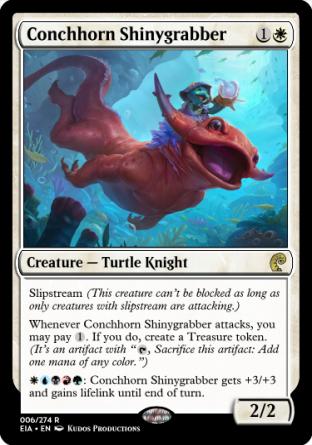 Conchhorn Shinygrabber 1
Creature — Turtle Knight
Slipstream (This creature can't be blocked as long as
only creatures with slipstream are attacking.)
Whenever Conchhorn Shinygrabber attacks, you
may pay 1. If you do, create a Treasure token.
(It's an artifact with “, Sacrifice this artifact: Add
one mana of any color.”)
: Conchhorn Shinygrabber gets +3/+3
and gains lifelink until end of turn.
2/2
006/274 R
EIA • EN Kudos Productions